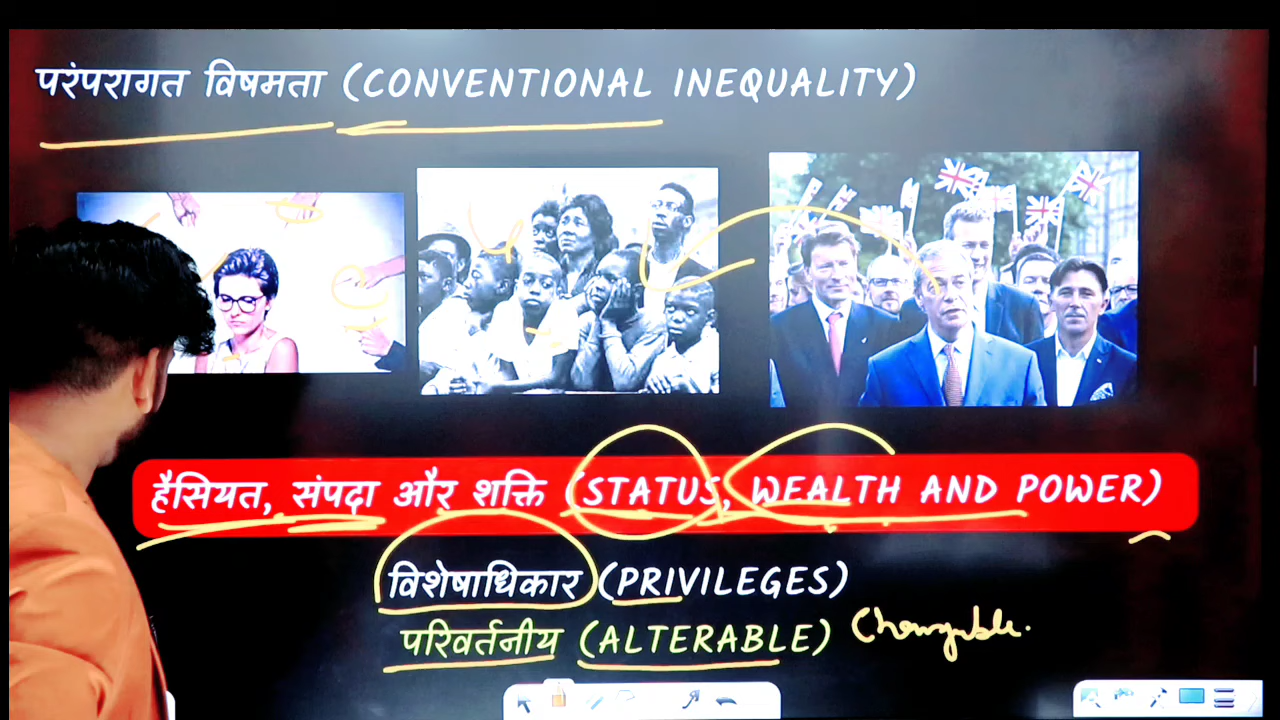 परंपरागत विषमता (CONVENTIONAL INEQUALITY)
हैसियत, संपदा और शक्ति (STATUS, WEALTH AND POWER)
विशेषाधिकार (PRIVILEGES)
परिवर्तनीय (ALTERABLE) Changable.